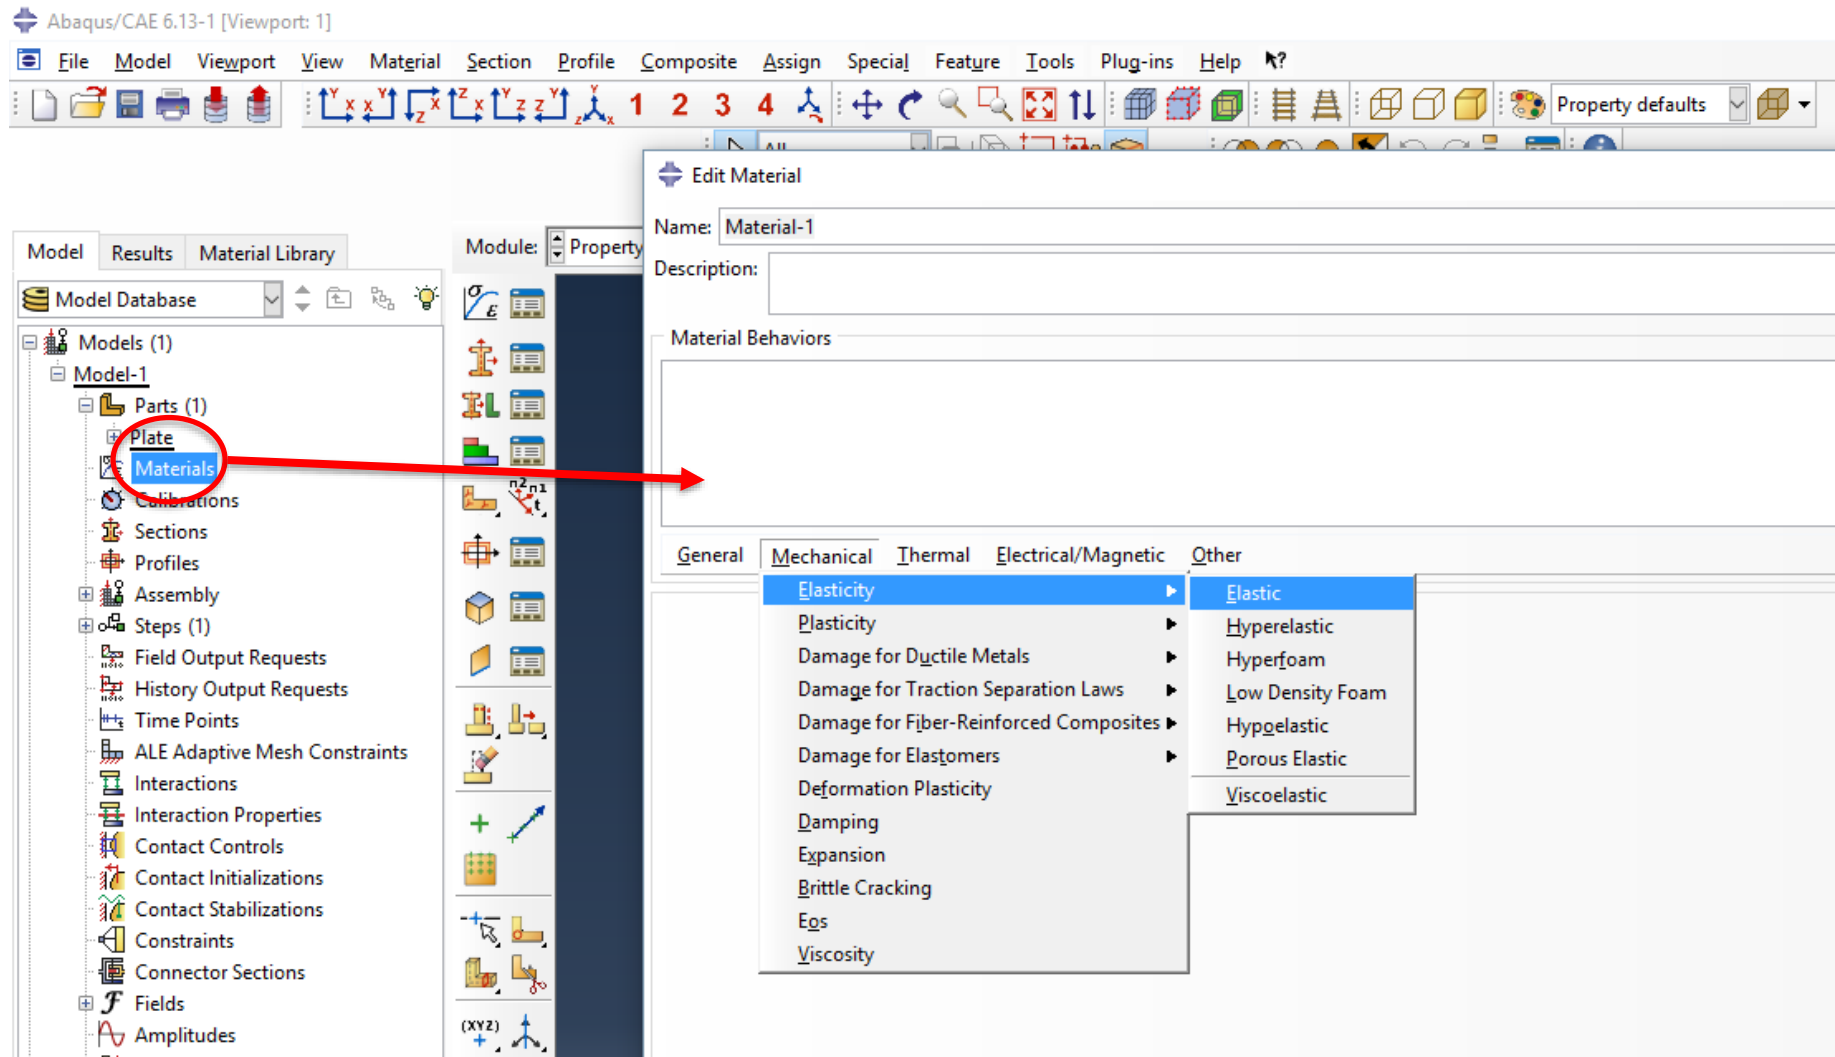 Abaqus/CAE 6.13-1 [Viewport: 1]
File Model Viewport View Material Section Profile Composite Assign Special Feature Tools Plug-ins Help ?
Y X X Y Z X Z X Y Z Z Y Y Z X 1 2 3 4 Property defaults
All
Edit Material
Name: Material-1
Description:
Model Results Material Library
Module: Property
Model Database
σ ε
Material Behaviors
Models (1)
Model-1
Parts (1)
Plate
Materials
Calibrations
n2 n1 t
Sections
Profiles
Assembly
Steps (1)
Field Output Requests
History Output Requests
Time Points
ALE Adaptive Mesh Constraints
Interactions
Interaction Properties
Contact Controls
Contact Initializations
Contact Stabilizations
Constraints
Connector Sections
Fields
Amplitudes
(XYZ)
General Mechanical Thermal Electrical/Magnetic Other
Elasticity
Plasticity
Damage for Ductile Metals
Damage for Traction Separation Laws
Damage for Fiber-Reinforced Composites
Damage for Elastomers
Deformation Plasticity
Damping
Expansion
Brittle Cracking
Eos
Viscosity
Elastic
Hyperelastic
Hyperfoam
Low Density Foam
Hypoelastic
Porous Elastic
Viscoelastic